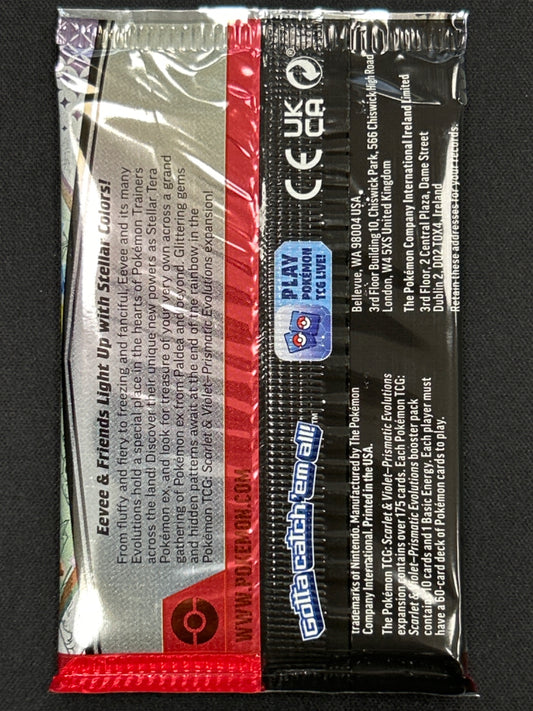 Eevee & Friends Light Up with Stellar Colors!
From fluffy and fiery to freezing and fanciful, Eevee and its many
Evolutions hold a special place in the hearts of Pokémon Trainers
across the land! Discover their unique new powers as Stellar Tera
Pokémon ex, and look for treasure of your very own across a grand
gathering of Pokémon ex from Paldea and beyond. Glittering gems
and hidden patterns await at the end of the rainbow in the
Pokémon TCG: Scarlet & Violet–Prismatic Evolutions expansion!
WWW.POKEMON.COM
Gotta catch 'em all!™
PLAY
POKÉMON
TCG LIVE!
CE UK
CA
trademarks of Nintendo. Manufactured by The Pokémon
Company International. Printed in the USA.
The Pokémon TCG: Scarlet & Violet–Prismatic Evolutions
expansion contains over 175 cards. Each Pokémon TCG:
Scarlet & Violet–Prismatic Evolutions booster pack
contains 10 cards and 1 Basic Energy. Each player must
have a 60-card deck of Pokémon cards to play.
Bellevue, WA 98004 USA.
3rd Floor Building 10, Chiswick Park, 566 Chiswick High Road
London, W4 5XS United Kingdom
The Pokémon Company International Ireland Limited
3rd Floor, 2 Central Plaza, Dame Street
Dublin 2, D02 T0X4, Ireland
Retain these addresses for your records.